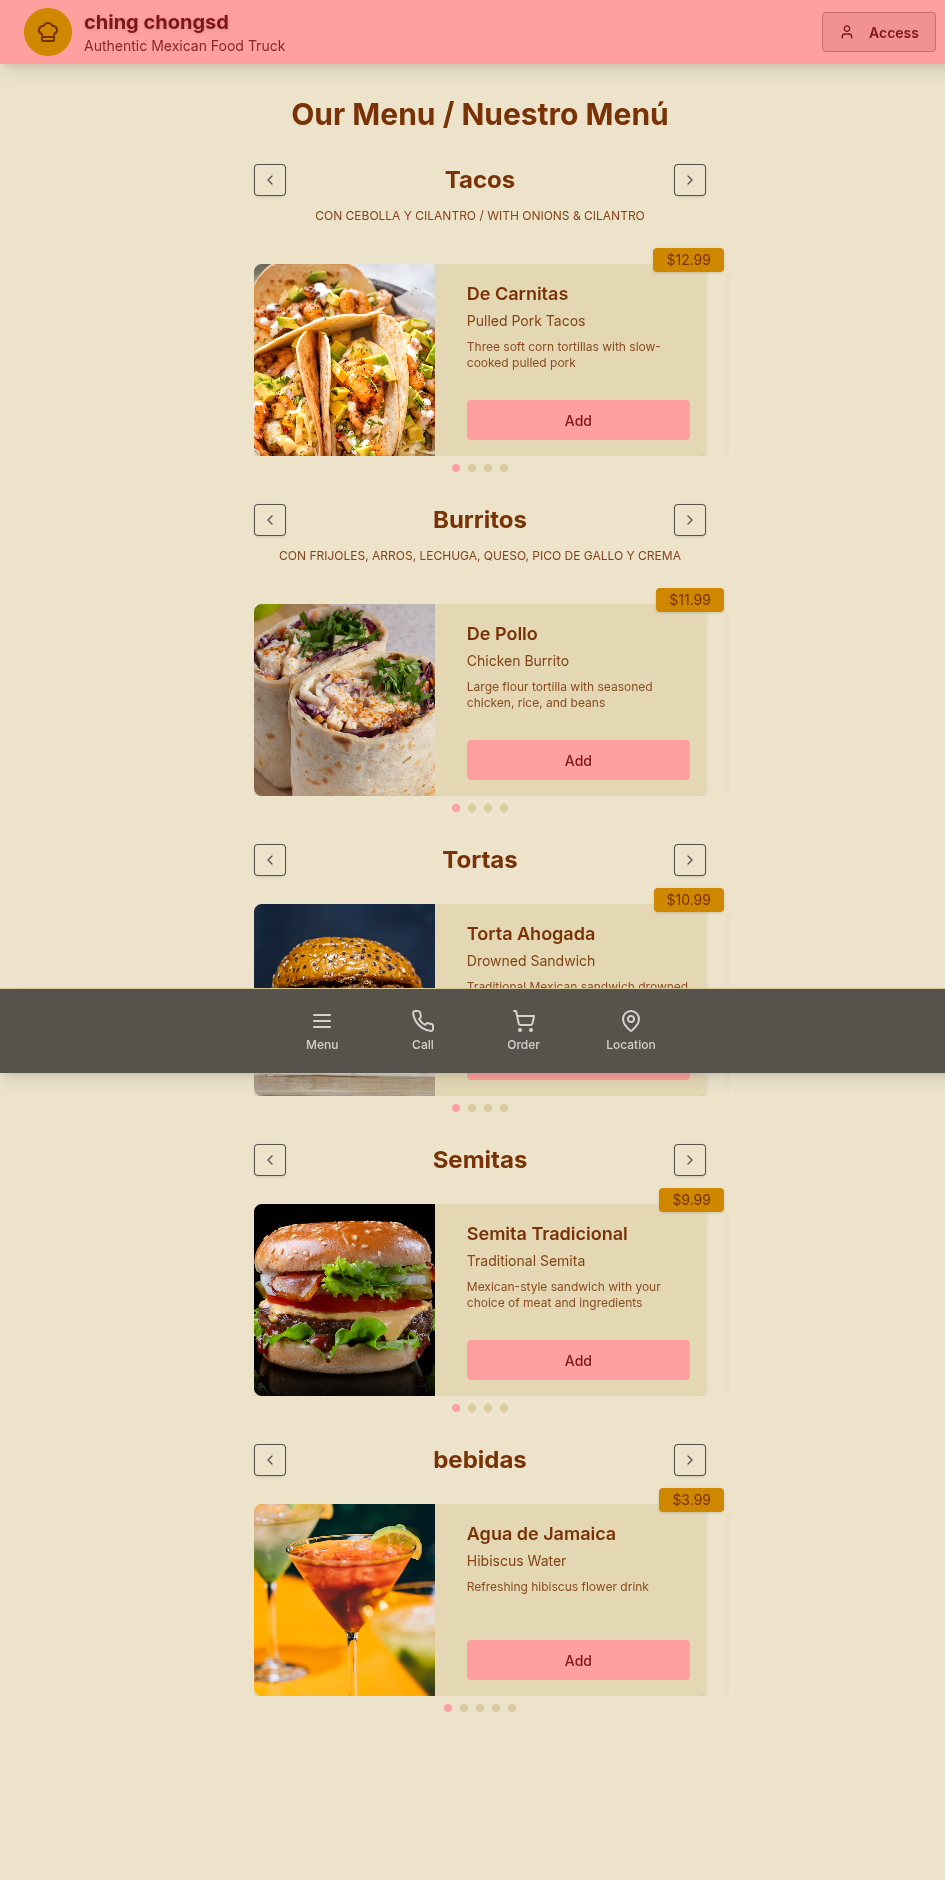 ching chongsd
Authentic Mexican Food Truck
Access
Our Menu / Nuestro Menú
Tacos
CON CEBOLLA Y CILANTRO / WITH ONIONS & CILANTRO
$12.99
De Carnitas
Pulled Pork Tacos
Three soft corn tortillas with slow-
cooked pulled pork
Add
Burritos
CON FRIJOLES, ARROS, LECHUGA, QUESO, PICO DE GALLO Y CREMA
$11.99
De Pollo
Chicken Burrito
Large flour tortilla with seasoned
chicken, rice, and beans
Add
Tortas
$10.99
Torta Ahogada
Drowned Sandwich
Traditional Mexican sandwich drowned
Menu
Call
Order
Location
Semitas
$9.99
Semita Tradicional
Traditional Semita
Mexican-style sandwich with your
choice of meat and ingredients
Add
bebidas
$3.99
Agua de Jamaica
Hibiscus Water
Refreshing hibiscus flower drink
Add